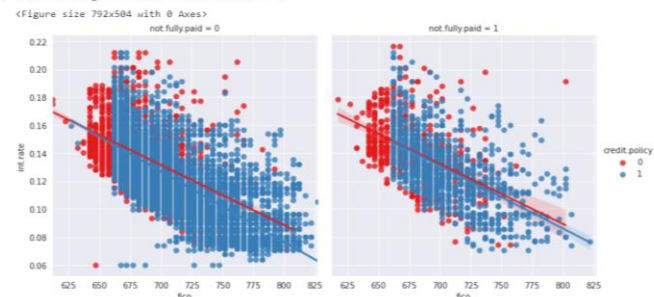 <Figure size 792x504 with 0 Axes>
not.fully.paid = 0
not.fully.paid = 1
0.22
0.20
0.18
0.16
0.14
0.12
0.10
0.08
0.06
int.rate
credit.policy
0
1
625 650 675 700 725 750 775 800 825
625 650 675 700 725 750 775 800 825
fico
fico